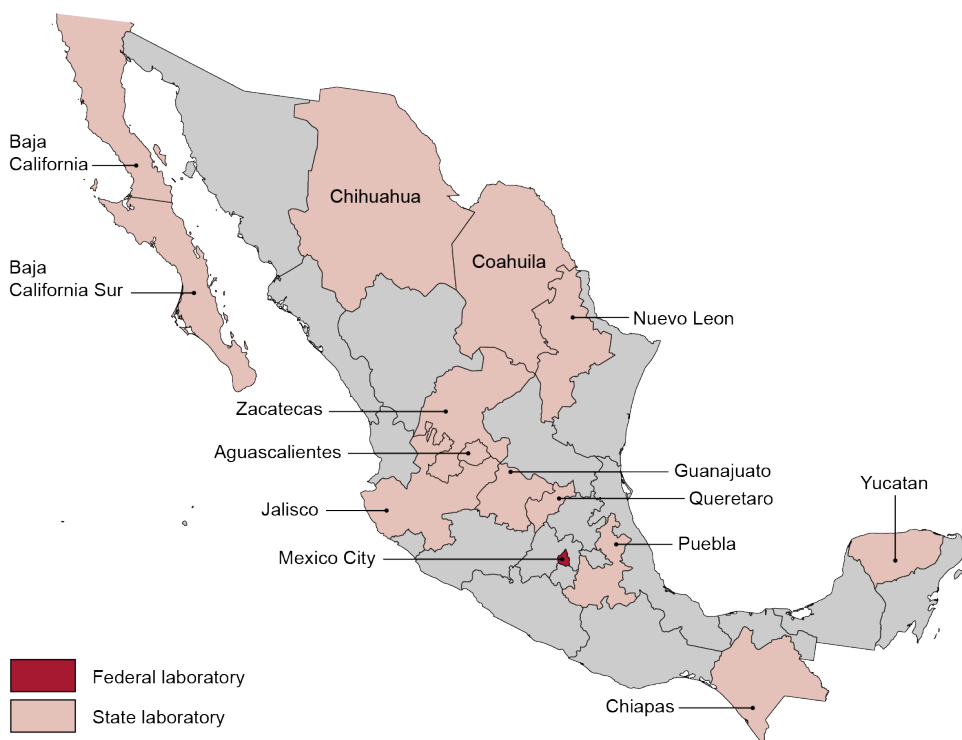 Baja
California
Chihuahua
Coahuila
Baja
California Sur
Nuevo Leon
Zacatecas
Aguascalientes
Guanajuato
Yucatan
Queretaro
Jalisco
Puebla
Mexico City
Federal laboratory
Chiapas
State laboratory